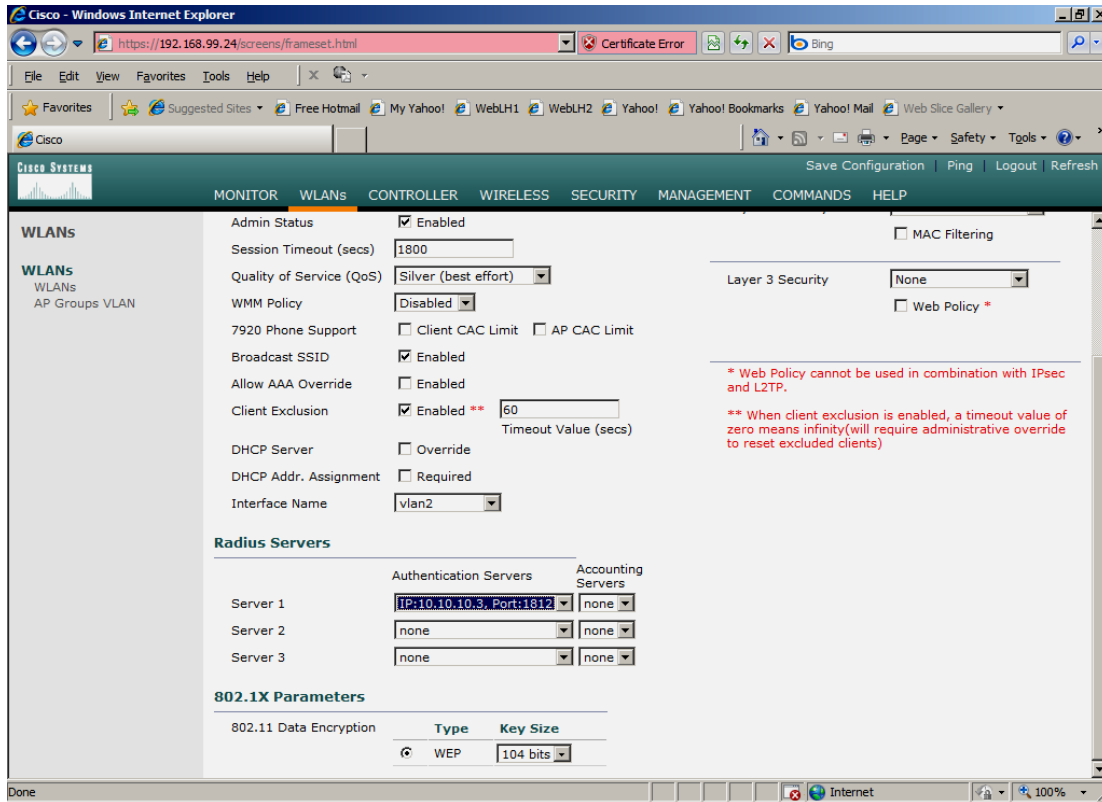 Cisco - Windows Internet Explorer
https://192.168.99.24/screens/frameset.html Certificate Error Bing
File Edit View Favorites Tools Help
Favorites Suggested Sites Free Hotmail My Yahoo! WebLH1 WebLH2 Yahoo! Yahoo! Bookmarks Yahoo! Mail Web Slice Gallery
Cisco Page Safety Tools
CISCO SYSTEMS
Save Configuration | Ping | Logout | Refresh
MONITOR WLANs CONTROLLER WIRELESS SECURITY MANAGEMENT COMMANDS HELP
WLANs
WLANs
WLANs
AP Groups VLAN
Admin Status Enabled
Session Timeout (secs) 1800
Quality of Service (QoS) Silver (best effort)
WMM Policy Disabled
7920 Phone Support Client CAC Limit AP CAC Limit
Broadcast SSID Enabled
Allow AAA Override Enabled
Client Exclusion Enabled ** 60
Timeout Value (secs)
DHCP Server Override
DHCP Addr. Assignment Required
Interface Name vlan2
MAC Filtering
Layer 3 Security None
Web Policy *
* Web Policy cannot be used in combination with IPsec
and L2TP.
** When client exclusion is enabled, a timeout value of
zero means infinity(will require administrative override
to reset excluded clients)
Radius Servers
Authentication Servers Accounting
Servers
Server 1 IP:10.10.10.3, Port:1812 none
Server 2 none none
Server 3 none none
802.1X Parameters
802.11 Data Encryption Type Key Size
WEP 104 bits
Done Internet 100%